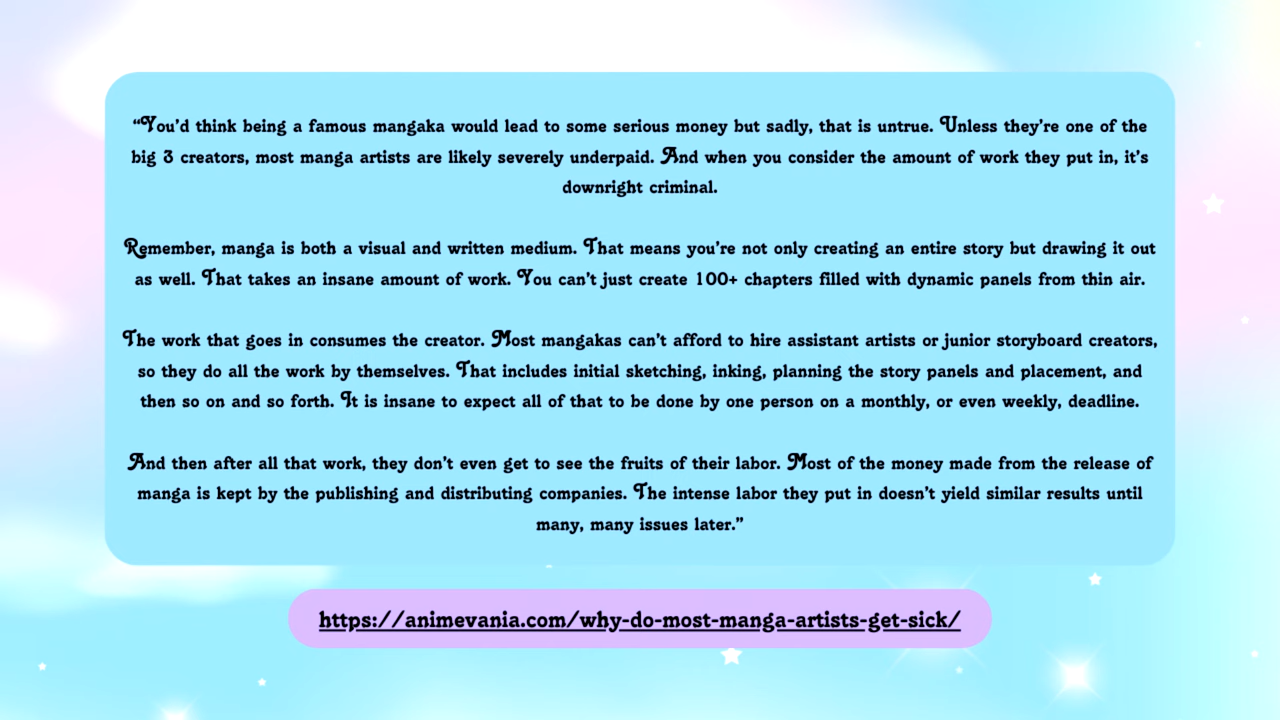 “You’d think being a famous mangaka would lead to some serious money but sadly, that is untrue. Unless they’re one of the
big 3 creators, most manga artists are likely severely underpaid. And when you consider the amount of work they put in, it’s
downright criminal.
Remember, manga is both a visual and written medium. That means you’re not only creating an entire story but drawing it out
as well. That takes an insane amount of work. You can’t just create 100+ chapters filled with dynamic panels from thin air.
The work that goes in consumes the creator. Most mangakas can’t afford to hire assistant artists or junior storyboard creators,
so they do all the work by themselves. That includes initial sketching, inking, planning the story panels and placement, and
then so on and so forth. It is insane to expect all of that to be done by one person on a monthly, or even weekly, deadline.
And then after all that work, they don’t even get to see the fruits of their labor. Most of the money made from the release of
manga is kept by the publishing and distributing companies. The intense labor they put in doesn’t yield similar results until
many, many issues later.”
https://animevania.com/why-do-most-manga-artists-get-sick/